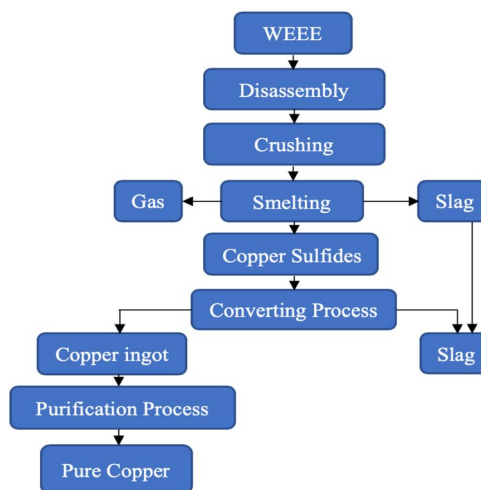 WEEE
Disassembly
Crushing
Gas
Smelting
Slag
Copper Sulfides
Converting Process
Copper ingot
Slag
Purification Process
Pure Copper